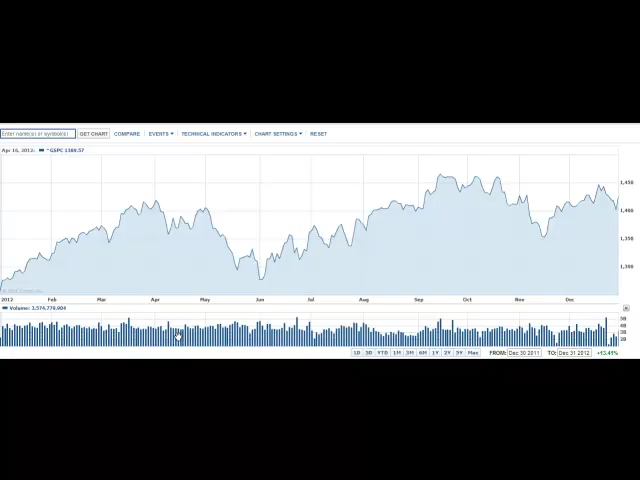 Enter name(s) or symbol(s) GET CHART COMPARE EVENTS TECHNICAL INDICATORS CHART SETTINGS RESET
Apr 16, 2012: ^GSPC 1369.57
1,450
1,400
1,350
1,300
2012 Feb Mar Apr May Jun Jul Aug Sep Oct Nov Dec
Volume: 3,574,779,904
1D 5D YTD 1M 3M 6M 1Y 2Y 5Y Max FROM: Dec 30 2011 TO: Dec 31 2012 +13.41%